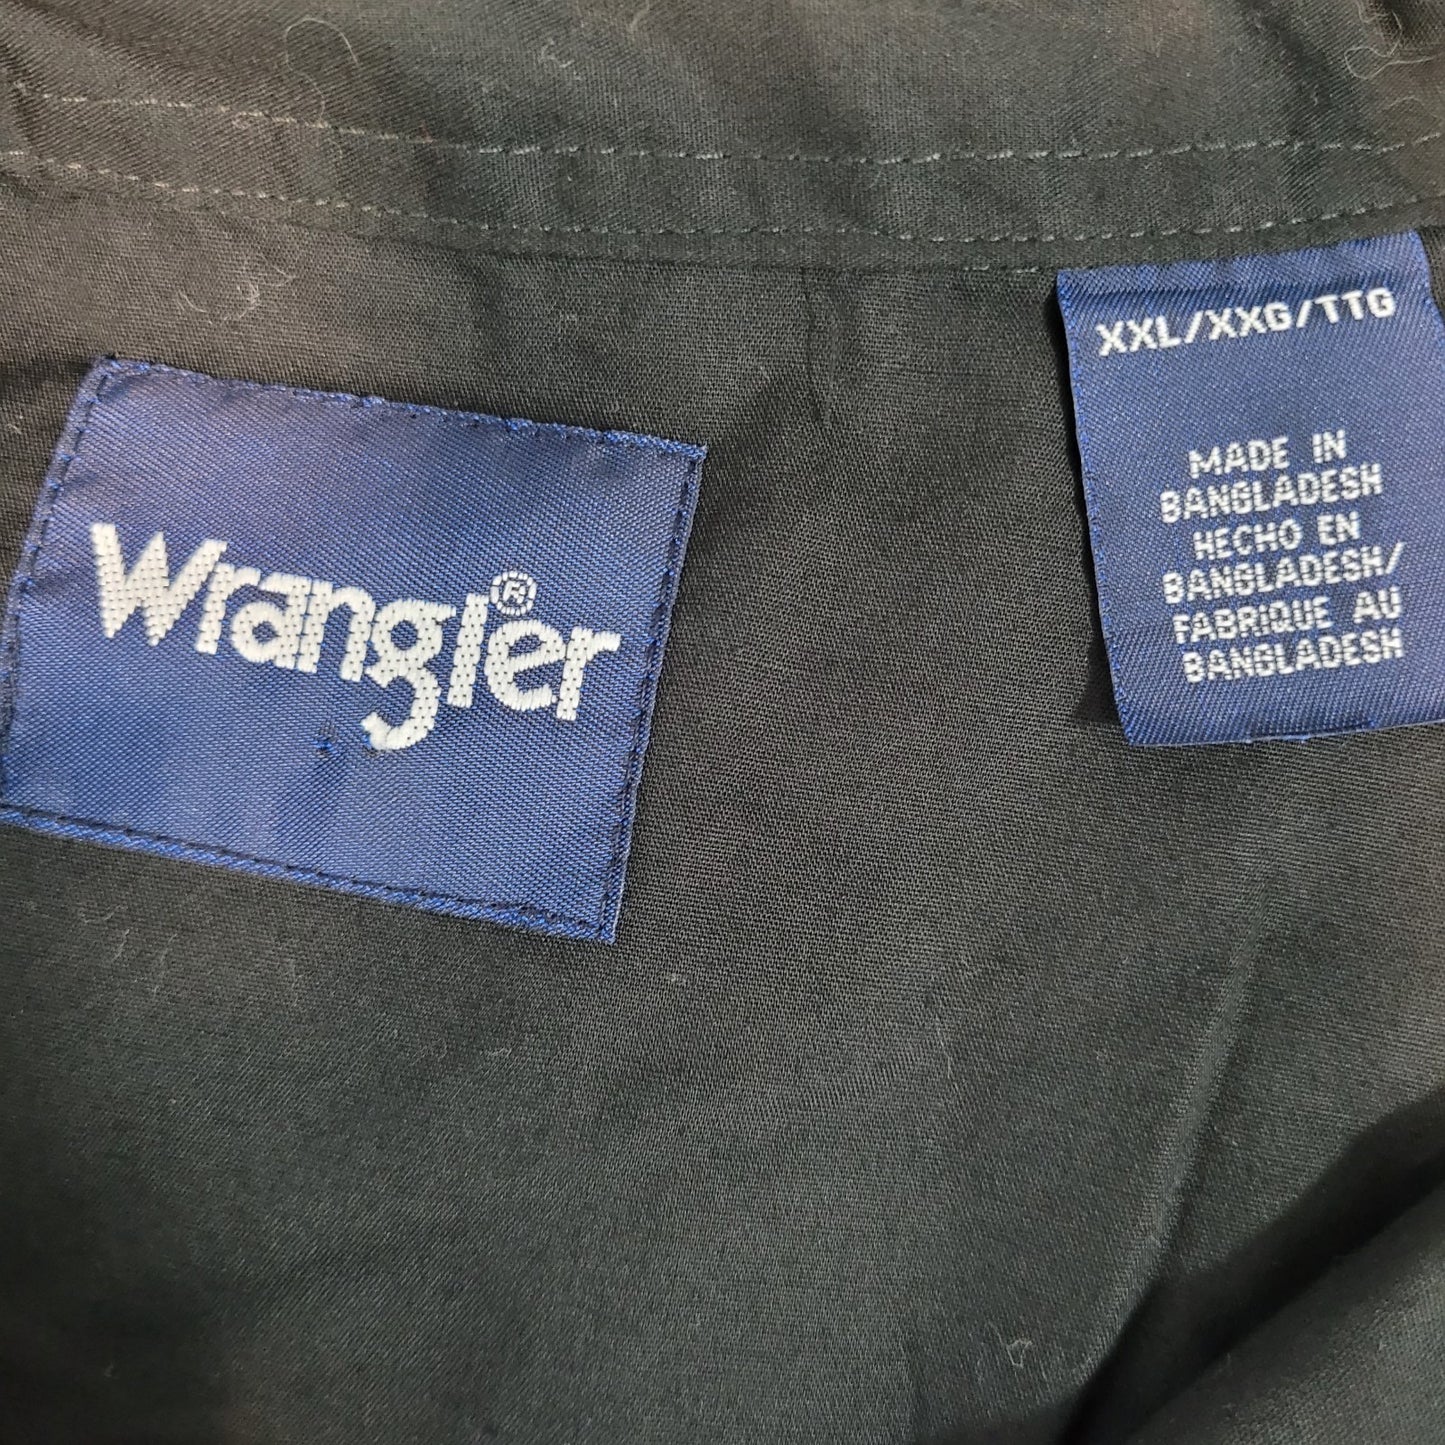 Wrangler®
XXL/XXG/TTG
MADE IN
BANGLADESH
HECHO EN
BANGLADESH/
FABRIQUE AU
BANGLADESH